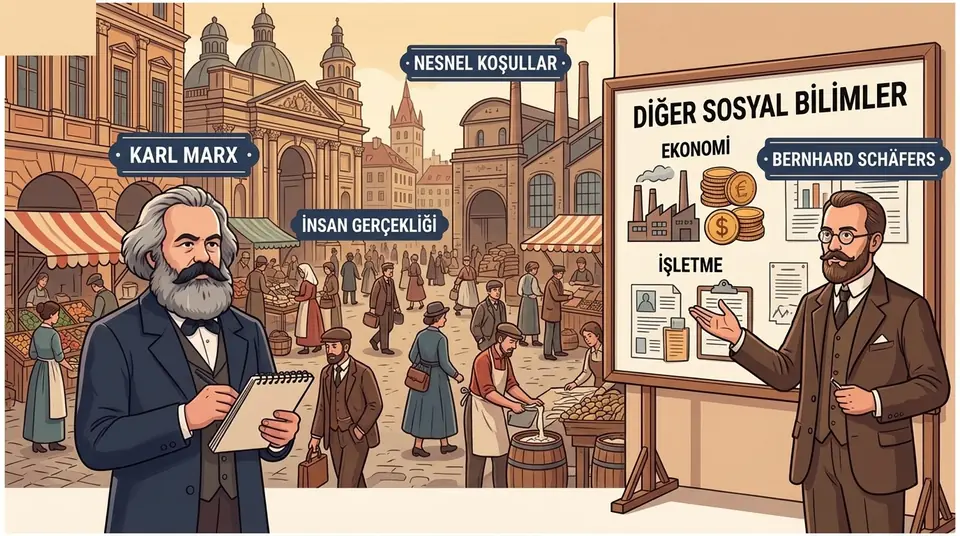 NESNEL KOŞULLAR
KARL MARX
İNSAN GERÇEKLİĞİ
DİĞER SOSYAL BİLİMLER
EKONOMİ
BERNHARD SCHÄFERS
İŞLETME